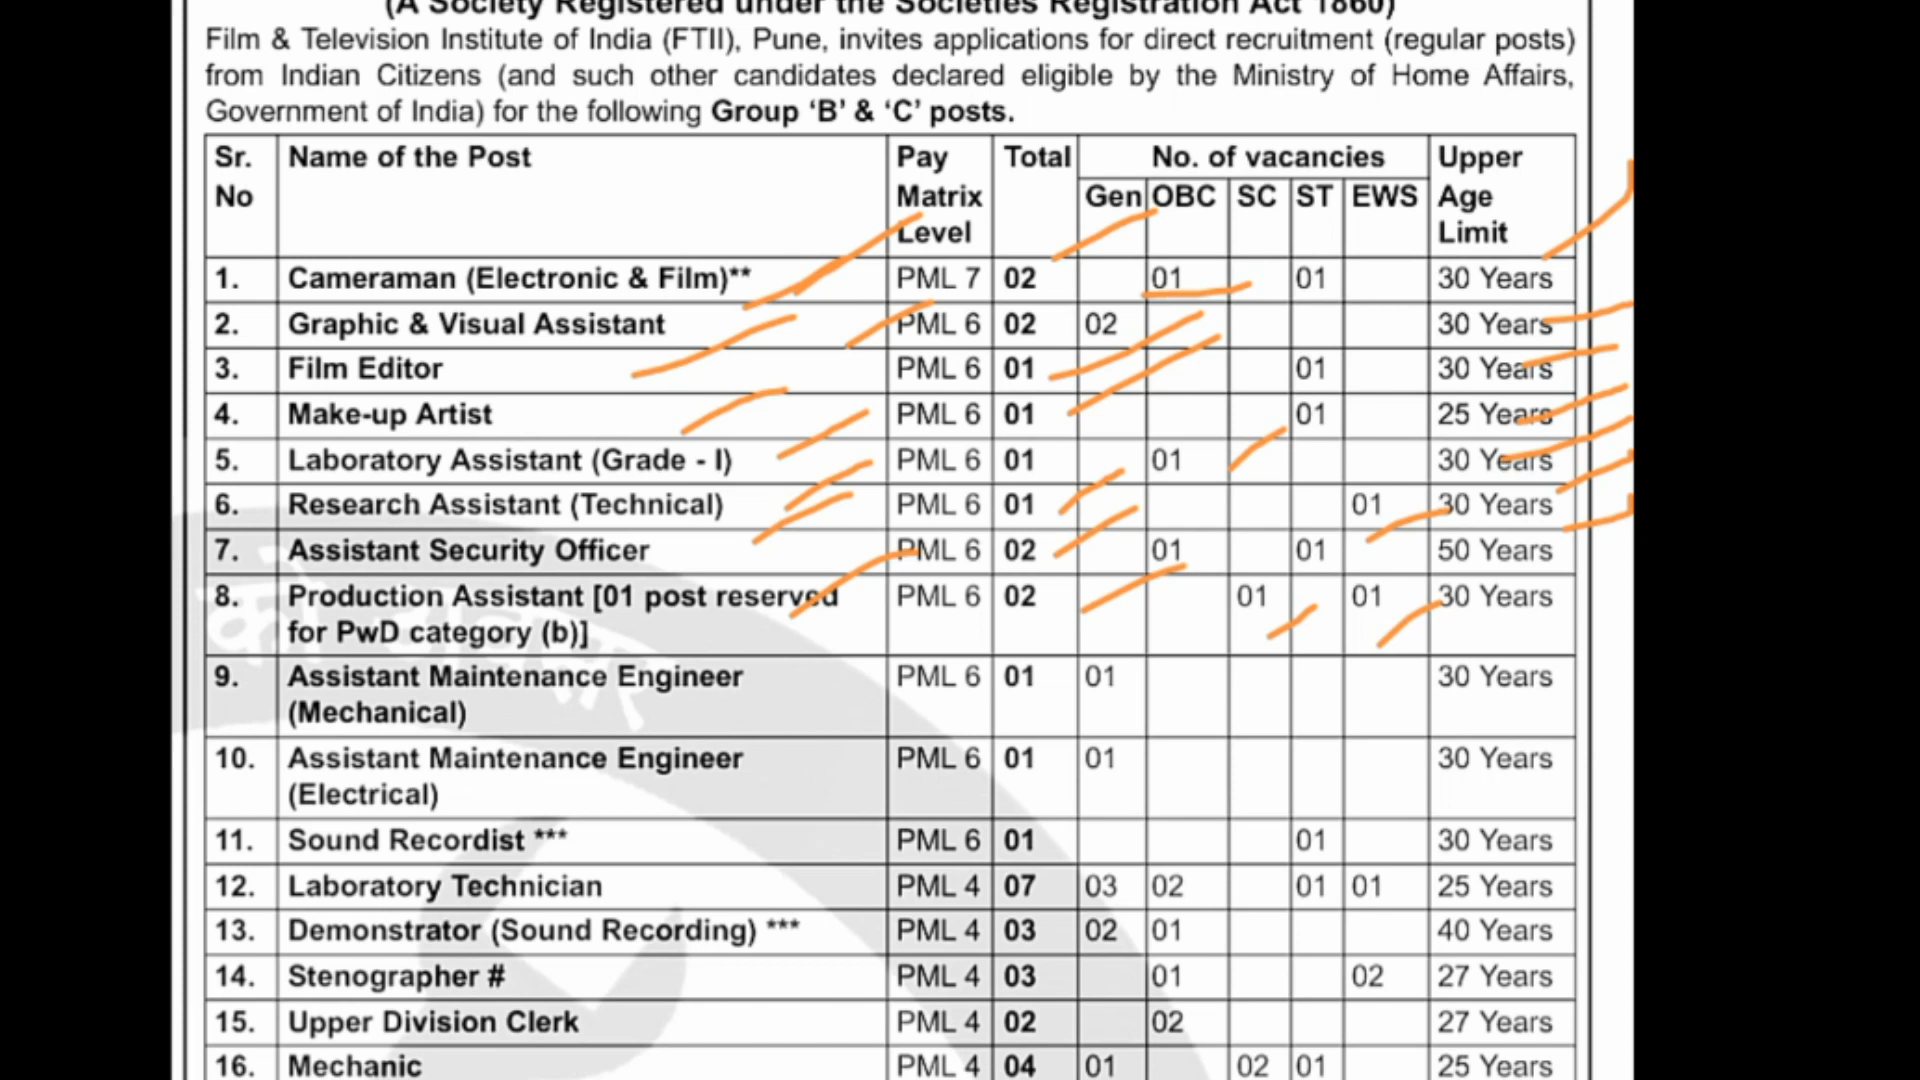 (A Society Registered under the Societies Registration Act 1860)
Film & Television Institute of India (FTII), Pune, invites applications for direct recruitment (regular posts)
from Indian Citizens (and such other candidates declared eligible by the Ministry of Home Affairs,
Government of India) for the following Group ‘B’ & ‘C’ posts.
Sr. No Name of the Post Pay Matrix Level Total No. of vacancies Upper Age Limit
Gen OBC SC ST EWS
1. Cameraman (Electronic & Film)** PML 7 02 01 01 30 Years
2. Graphic & Visual Assistant PML 6 02 02 30 Years
3. Film Editor PML 6 01 01 30 Years
4. Make-up Artist PML 6 01 01 25 Years
5. Laboratory Assistant (Grade - I) PML 6 01 01 30 Years
6. Research Assistant (Technical) PML 6 01 01 30 Years
7. Assistant Security Officer PML 6 02 01 01 50 Years
8. Production Assistant [01 post reserved PML 6 02 01 01 30 Years
for PwD category (b)]
9. Assistant Maintenance Engineer PML 6 01 01 30 Years
(Mechanical)
10. Assistant Maintenance Engineer PML 6 01 01 30 Years
(Electrical)
11. Sound Recordist *** PML 6 01 01 30 Years
12. Laboratory Technician PML 4 07 03 02 01 01 25 Years
13. Demonstrator (Sound Recording) *** PML 4 03 02 01 40 Years
14. Stenographer # PML 4 03 01 02 27 Years
15. Upper Division Clerk PML 4 02 02 27 Years
16. Mechanic PML 4 04 01 02 01 25 Years